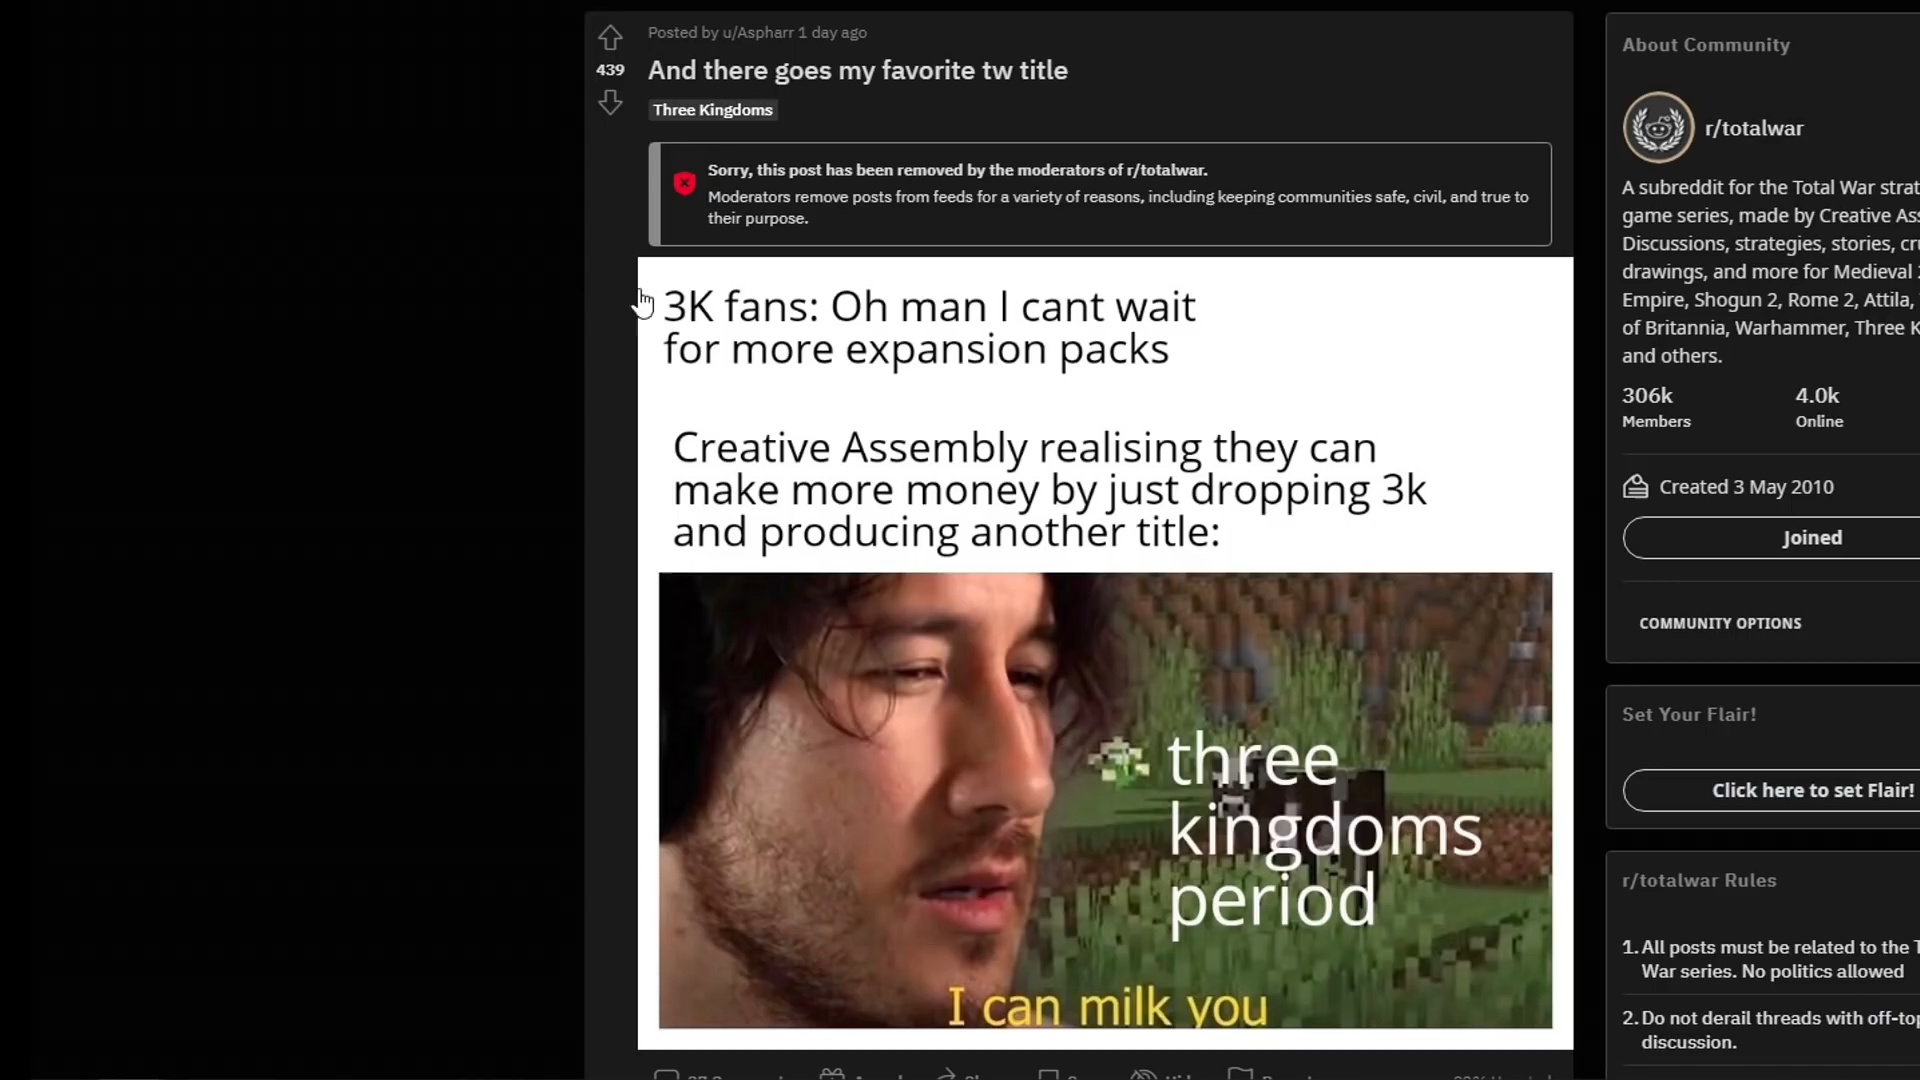 Posted by u/Aspharr 1 day ago
439
And there goes my favorite tw title
Three Kingdoms
Sorry, this post has been removed by the moderators of r/totalwar.
Moderators remove posts from feeds for a variety of reasons, including keeping communities safe, civil, and true to
their purpose.
3K fans: Oh man I cant wait
for more expansion packs
Creative Assembly realising they can
make more money by just dropping 3k
and producing another title:
three
kingdoms
period
I can milk you
About Community
r/totalwar
A subreddit for the Total War strat
game series, made by Creative Ass
Discussions, strategies, stories, cr
drawings, and more for Medieval
Empire, Shogun 2, Rome 2, Attila,
of Britannia, Warhammer, Three K
and others.
306k
4.0k
Members
Online
Created 3 May 2010
Joined
COMMUNITY OPTIONS
Set Your Flair!
Click here to set Flair!
r/totalwar Rules
1. All posts must be related to the T
War series. No politics allowed
2. Do not derail threads with off-top
discussion.